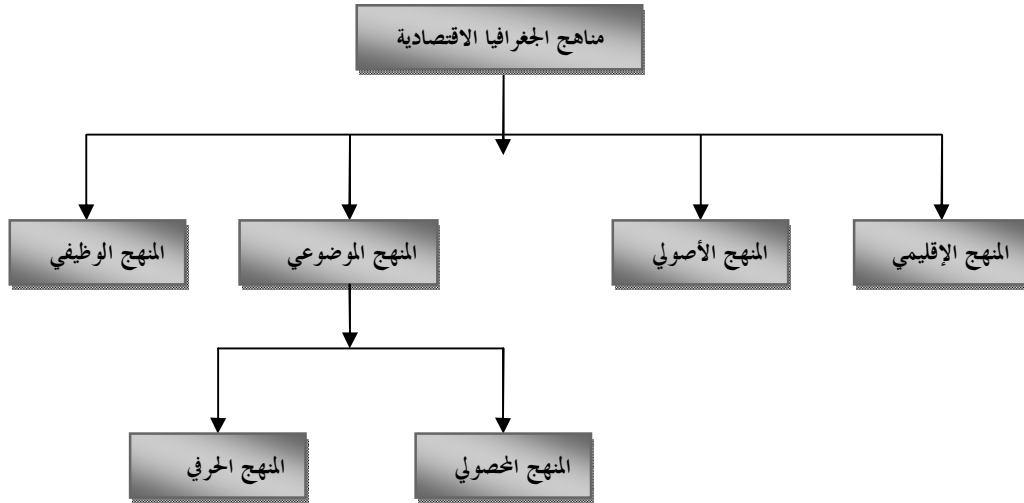 مناهج الجغرافيا الاقتصادية
المنهج الإقليمي
المنهج الأصولي
المنهج الموضوعي
المنهج الوظيفي
المنهج المحصولي
المنهج الحرفي